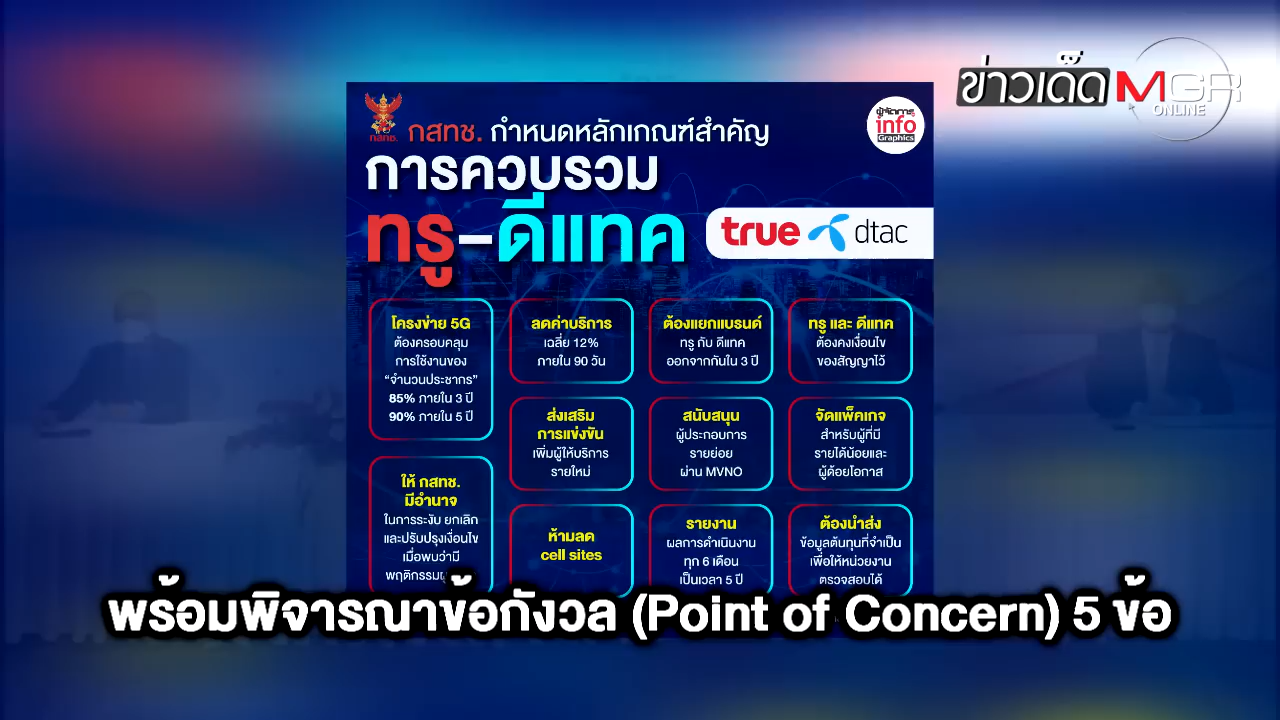 ข่าวเด็ด MGR
ONLINE
กสทช.
กสทช. กำหนดหลักเกณฑ์สำคัญ
การควบรวม
ทรู-ดีแทค
ผู้จัดการ
info
Graphics
true dtac
โครงข่าย 5G
ต้องครอบคลุม
การใช้งานของ
“จำนวนประชากร”
85% ภายใน 3 ปี
90% ภายใน 5 ปี
ลดค่าบริการ
เฉลี่ย 12%
ภายใน 90 วัน
ต้องแยกแบรนด์
ทรู กับ ดีแทค
ออกจากกันใน 3 ปี
ทรู และ ดีแทค
ต้องคงเงื่อนไข
ของสัญญาไว้
ส่งเสริม
การแข่งขัน
เพิ่มผู้ให้บริการ
รายใหม่
สนับสนุน
ผู้ประกอบการ
รายย่อย
ผ่าน MVNO
จัดแพ็คเกจ
สำหรับผู้ที่มี
รายได้น้อยและ
ผู้ด้อยโอกาส
ให้ กสทช.
มีอำนาจ
ในการระงับ ยกเลิก
และปรับปรุงเงื่อนไข
เมื่อพบว่ามี
พฤติกรรม
ห้ามลด
cell sites
รายงาน
ผลการดำเนินงาน
ทุก 6 เดือน
เป็นเวลา 5 ปี
ต้องนำส่ง
ข้อมูลต้นทุนที่จำเป็น
เพื่อให้หน่วยงาน
ตรวจสอบได้
พร้อมพิจารณาข้อกังวล (Point of Concern) 5 ข้อ